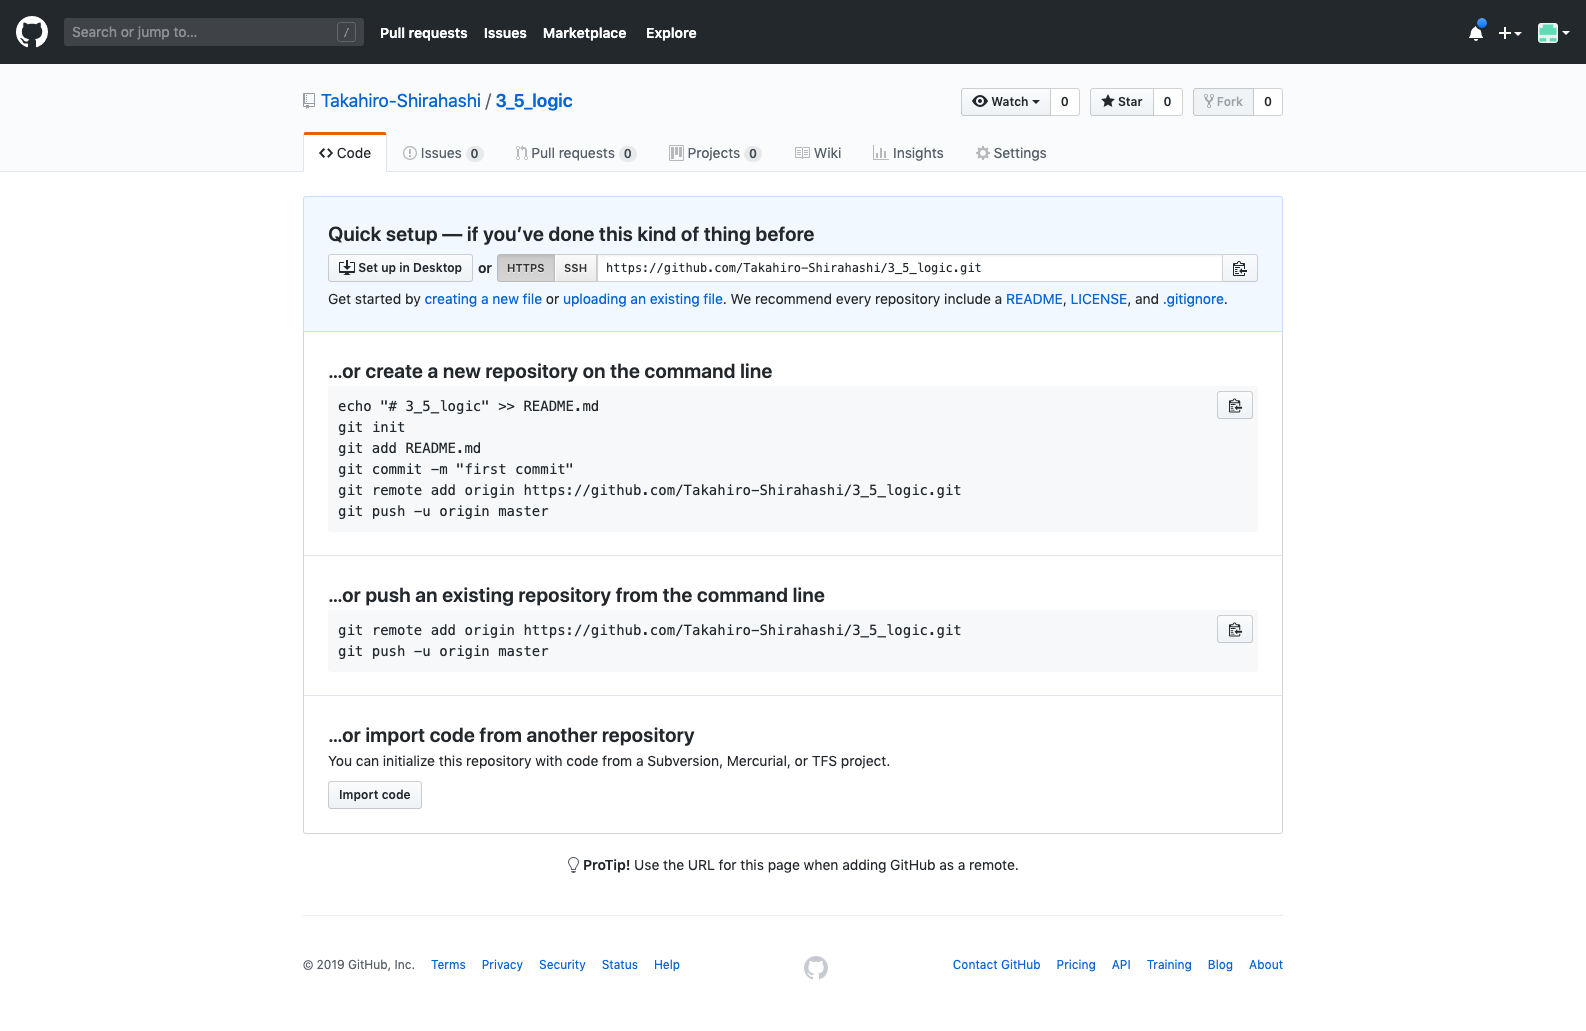 Search or jump to... / Pull requests Issues Marketplace Explore
Takahiro-Shirahashi / 3_5_logic Watch 0 Star 0 Fork 0
Code Issues 0 Pull requests 0 Projects 0 Wiki Insights Settings
Quick setup — if you’ve done this kind of thing before
Set up in Desktop or HTTPS SSH https://github.com/Takahiro-Shirahashi/3_5_logic.git
Get started by creating a new file or uploading an existing file. We recommend every repository include a README, LICENSE, and .gitignore.
…or create a new repository on the command line
echo "# 3_5_logic" >> README.md
git init
git add README.md
git commit -m "first commit"
git remote add origin https://github.com/Takahiro-Shirahashi/3_5_logic.git
git push -u origin master
…or push an existing repository from the command line
git remote add origin https://github.com/Takahiro-Shirahashi/3_5_logic.git
git push -u origin master
…or import code from another repository
You can initialize this repository with code from a Subversion, Mercurial, or TFS project.
Import code
ProTip! Use the URL for this page when adding GitHub as a remote.
© 2019 GitHub, Inc. Terms Privacy Security Status Help Contact GitHub Pricing API Training Blog About